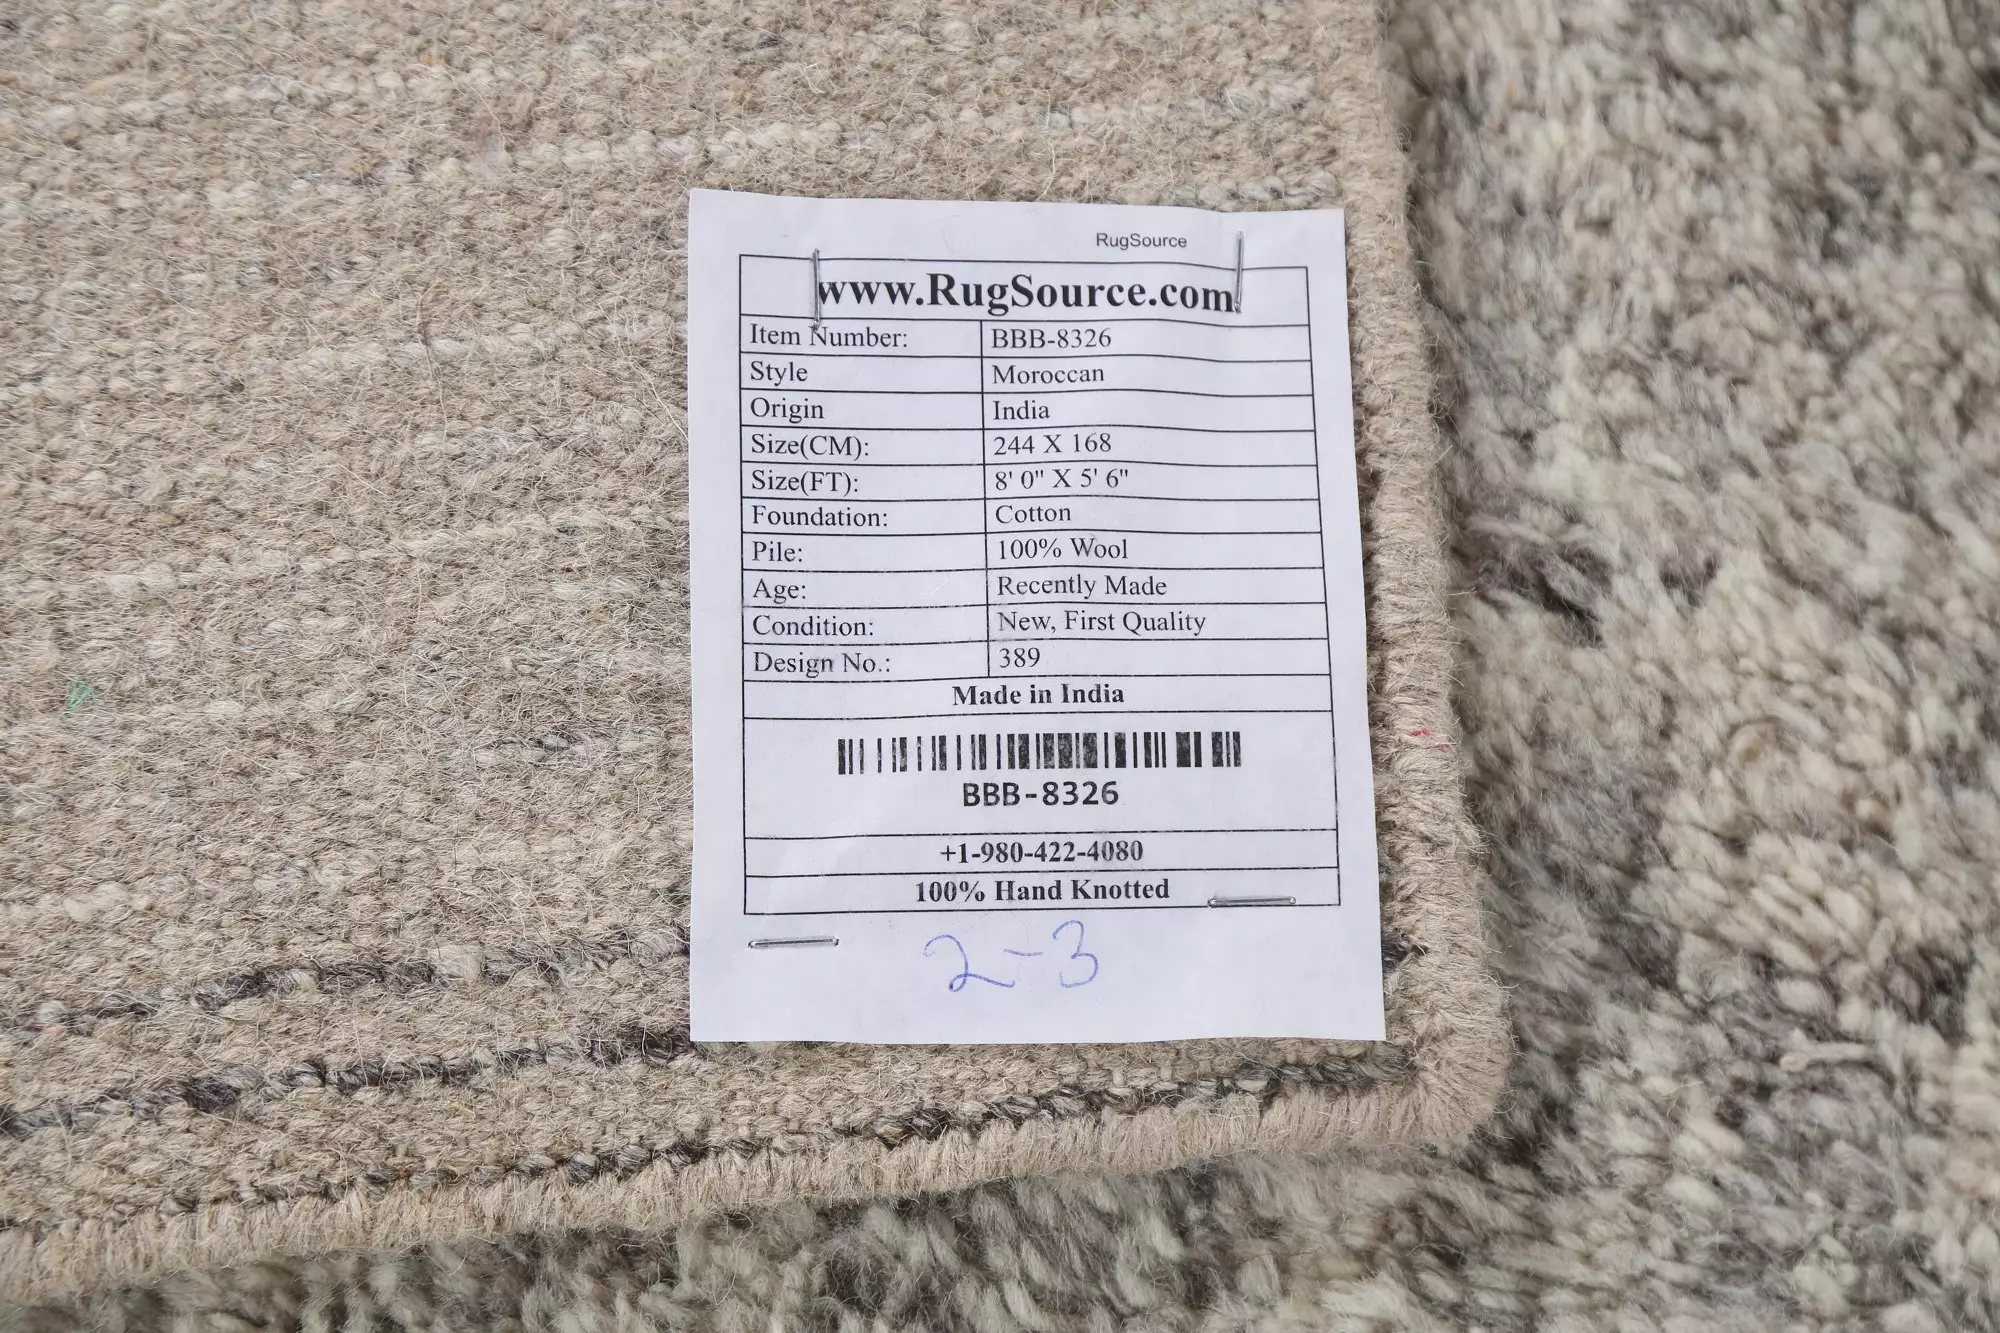 RugSource
www.RugSource.com
Item Number: BBB-8326
Style Moroccan
Origin India
Size(CM): 244 X 168
Size(FT): 8' 0" X 5' 6"
Foundation: Cotton
Pile: 100% Wool
Age: Recently Made
Condition: New, First Quality
Design No.: 389
Made in India
BBB-8326
+1-980-422-4080
100% Hand Knotted
2-3